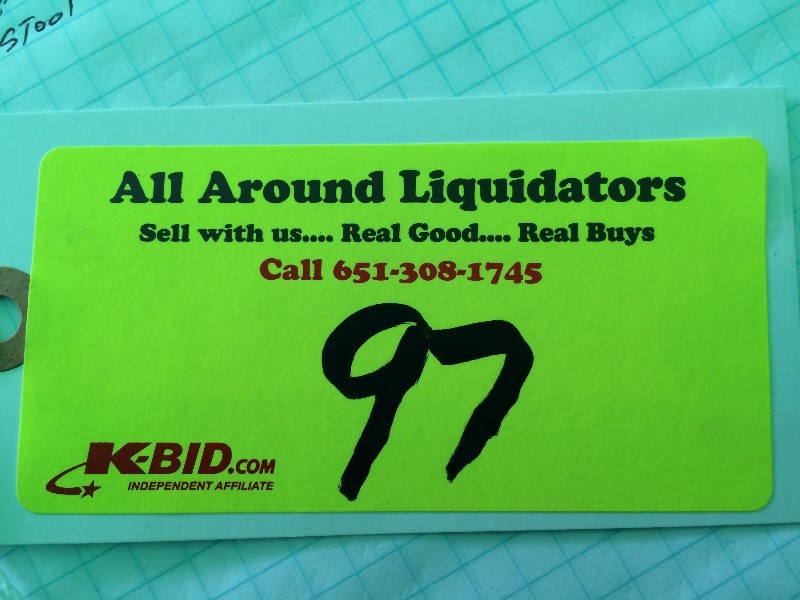 STOOL
All Around Liquidators
Sell with us.... Real Good.... Real Buys
Call 651-308-1745
97
K-BID.COM
INDEPENDENT AFFILIATE